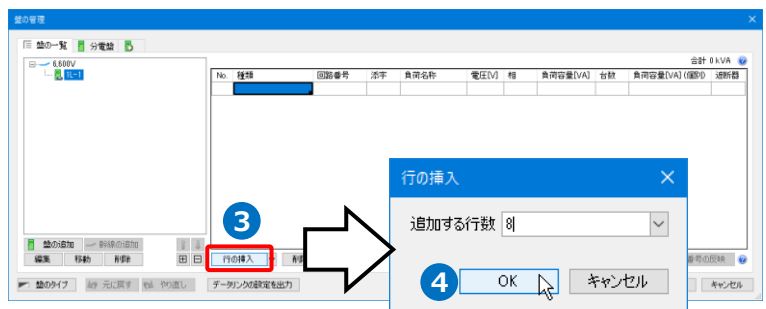 盤の管理
盤の一覧 分電盤
合計 0 kVA
6,600V
1L-1
No. 種類 回路番号 添字 負荷名称 電圧[V] 相 負荷容量[VA] 台数 負荷容量[VA](個別) 遮断器
行の挿入
追加する行数 8
3
盤の追加 幹線の追加
編集 移動 削除
行の挿入
4
OK キャンセル
盤のタイプ 元に戻す やり直し データリンクの設定を出力 キャンセル